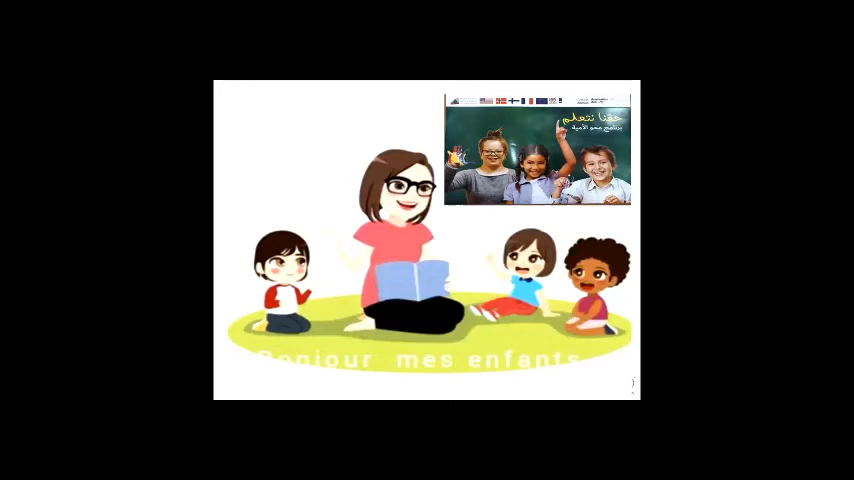 حقنا نتعلم
برنامج محو الأمية
Bonjour mes enfants